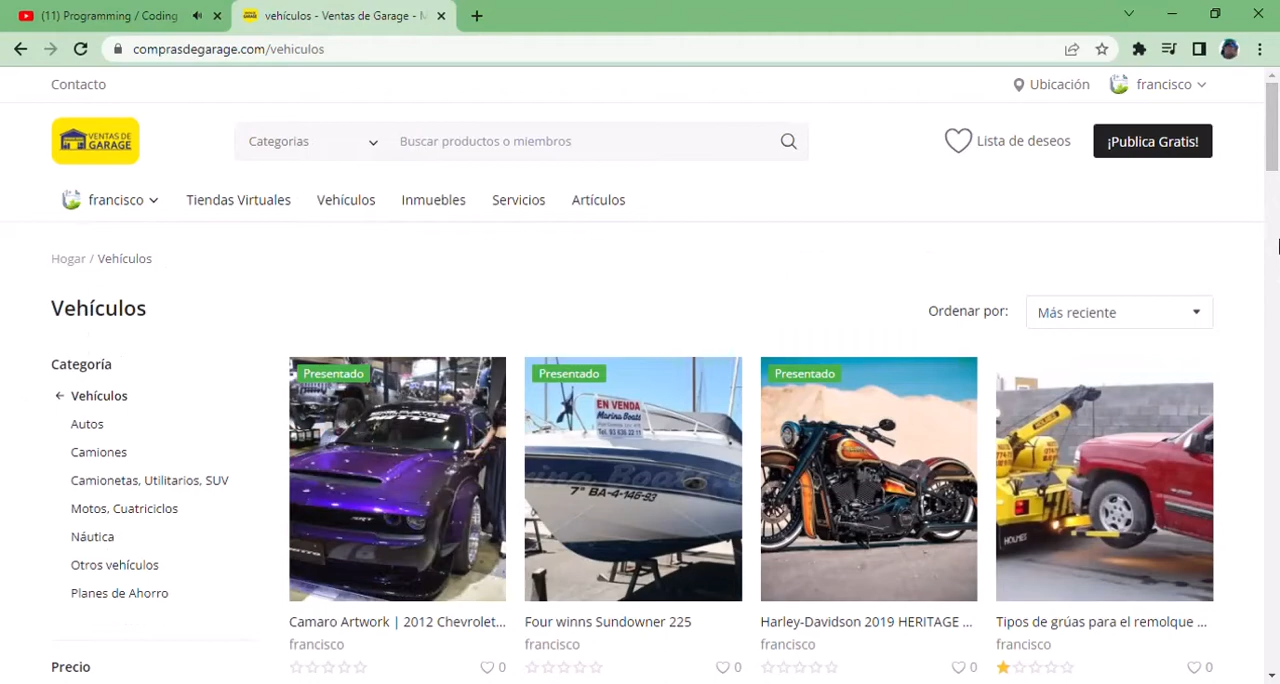 (11) Programming / Coding
vehículos - Ventas de Garage - M
comprasdegarage.com/vehiculos
Contacto
Ubicación
francisco
VENTAS DE
GARAGE
Categorias
Buscar productos o miembros
Lista de deseos
¡Publica Gratis!
francisco
Tiendas Virtuales
Vehículos
Inmuebles
Servicios
Artículos
Hogar / Vehículos
Vehículos
Ordenar por:
Más reciente
Categoría
Vehículos
Autos
Camiones
Camionetas, Utilitarios, SUV
Motos, Cuatriciclos
Náutica
Otros vehículos
Planes de Ahorro
Precio
Presentado
Camaro Artwork | 2012 Chevrolet...
francisco
0
Presentado
EN VENDA
Marina Boats
7ª BA-4-146-93
Four winns Sundowner 225
francisco
0
Presentado
Harley-Davidson 2019 HERITAGE ...
francisco
0
HOLMES
Tipos de grúas para el remolque ...
francisco
0